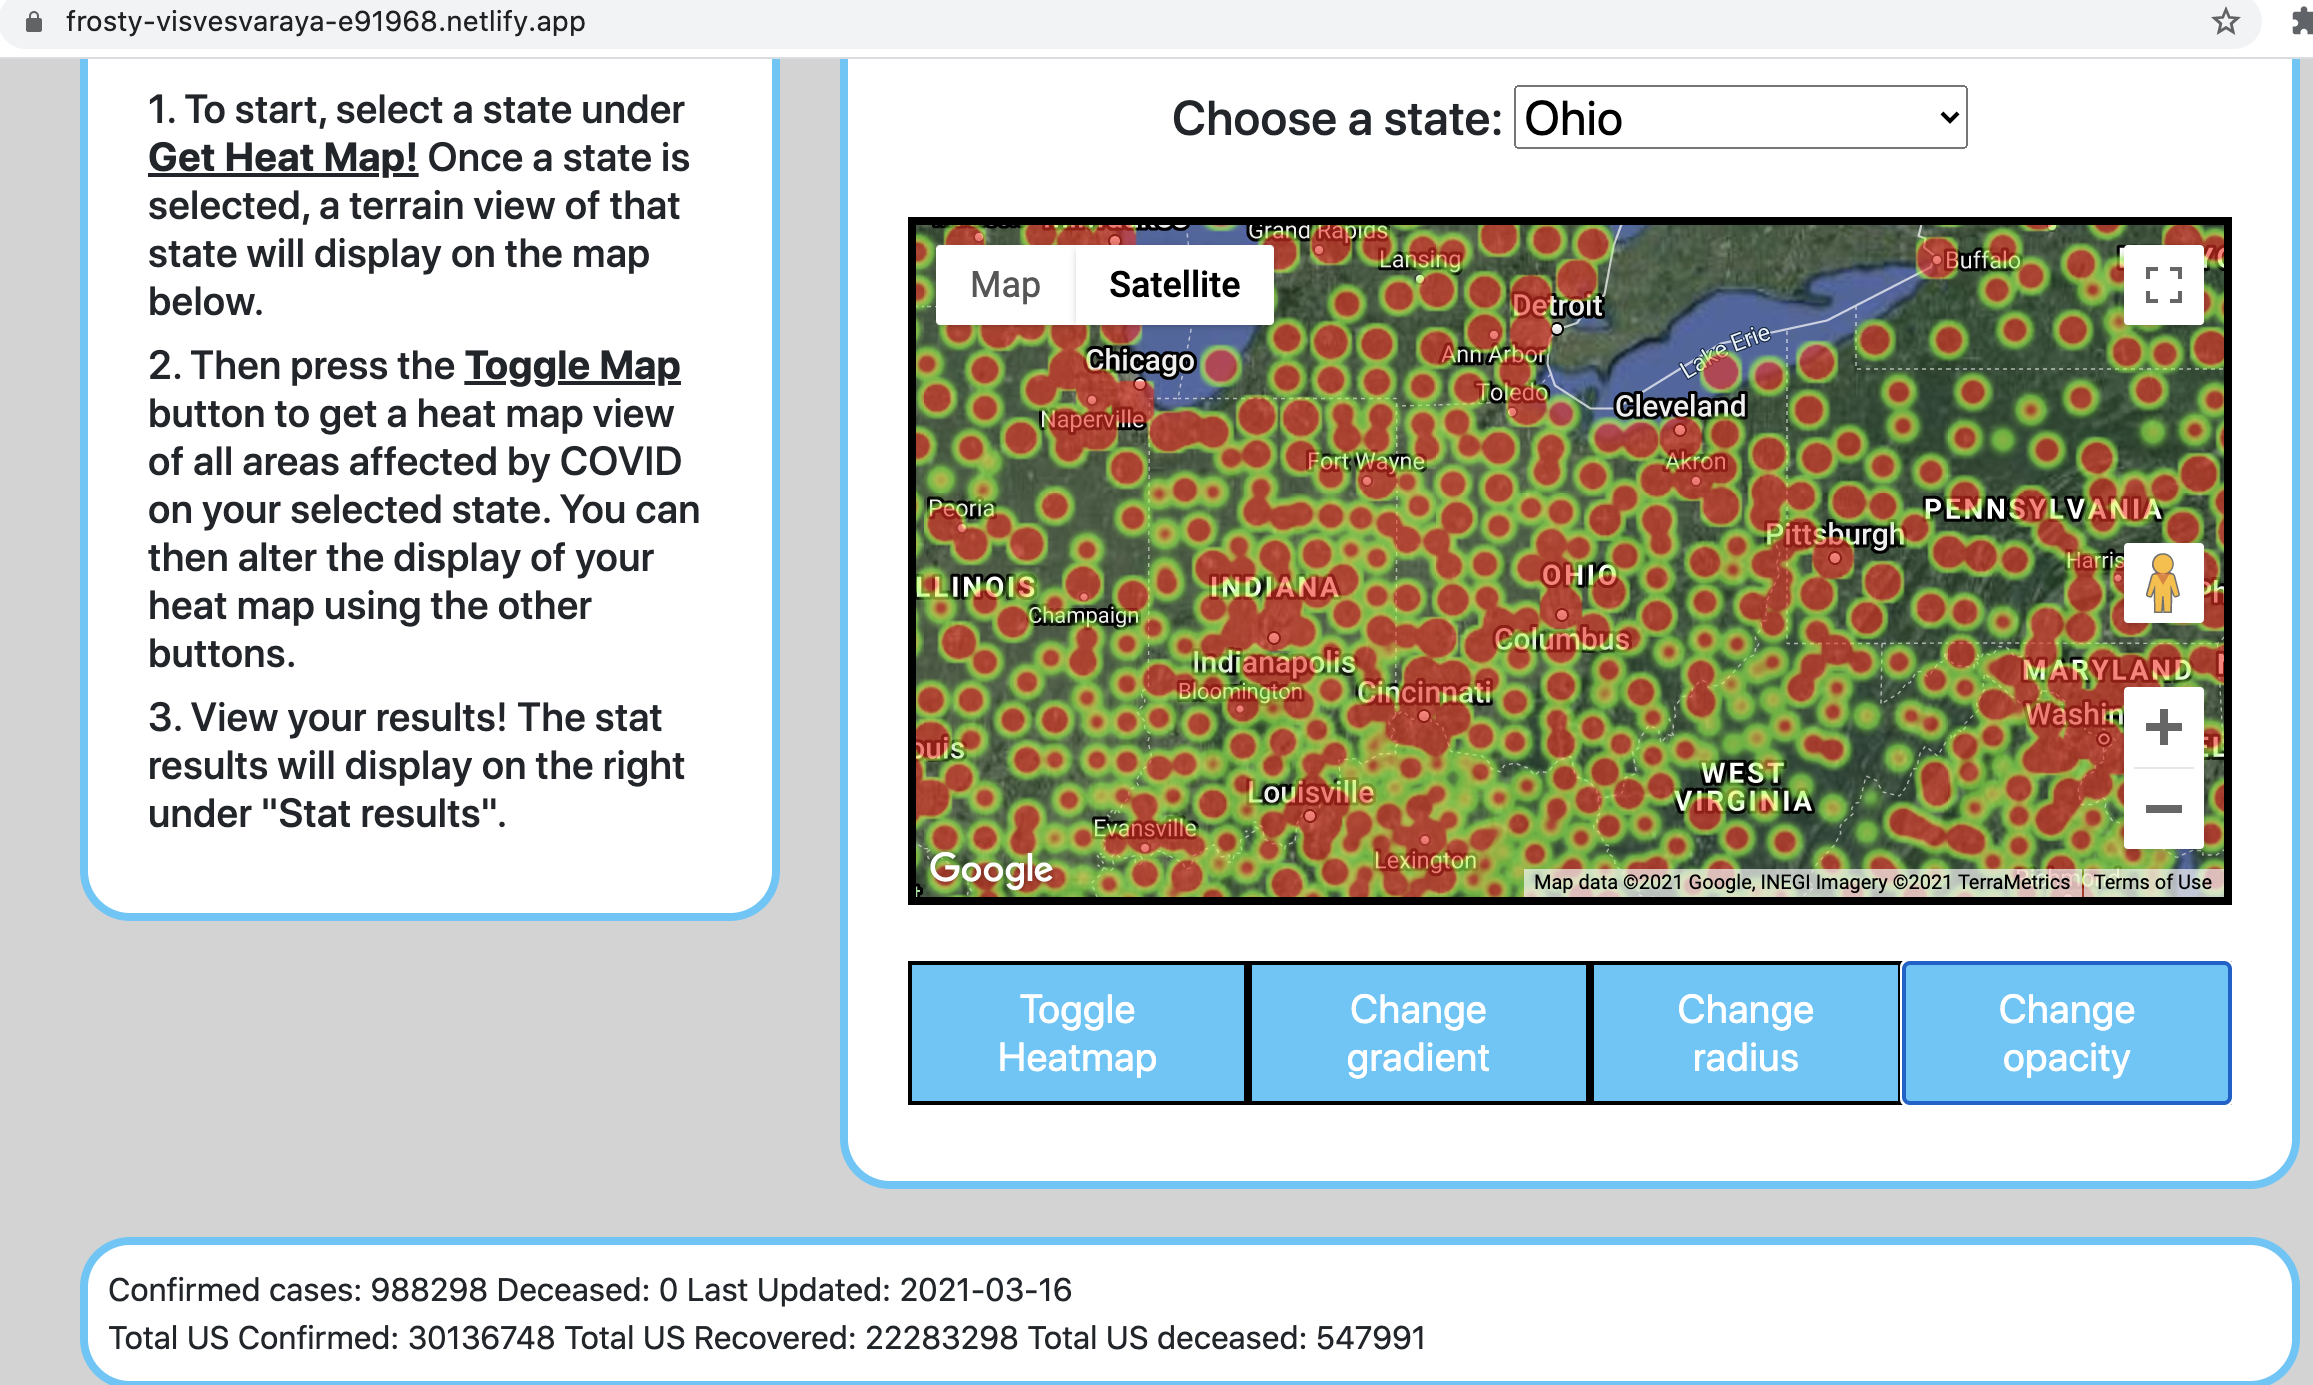 frosty-visvesvaraya-e91968.netlify.app
1. To start, select a state under
Get Heat Map! Once a state is
selected, a terrain view of that
state will display on the map
below.
2. Then press the Toggle Map
button to get a heat map view
of all areas affected by COVID
on your selected state. You can
then alter the display of your
heat map using the other
buttons.
3. View your results! The stat
results will display on the right
under "Stat results".
Choose a state: Ohio
Grand Rapids
Lansing
Buffalo
Map
Satellite
Detroit
Lake Erie
Ann Arbor
Chicago
Toledo
Cleveland
Naperville
Fort Wayne
Akron
Peoria
PENNSYLVANIA
Pittsburgh
Harris
LLINOIS
INDIANA
OHIO
Champaign
Columbus
Indianapolis
MARYLAND
Bloomington
Cincinnati
Washin
ouis
WEST
VIRGINIA
Louisville
Evansville
Lexington
Google
Map data ©2021 Google, INEGI Imagery ©2021 TerraMetrics
Terms of Use
Toggle
Heatmap
Change
gradient
Change
radius
Change
opacity
Confirmed cases: 988298 Deceased: 0 Last Updated: 2021-03-16
Total US Confirmed: 30136748 Total US Recovered: 22283298 Total US deceased: 547991